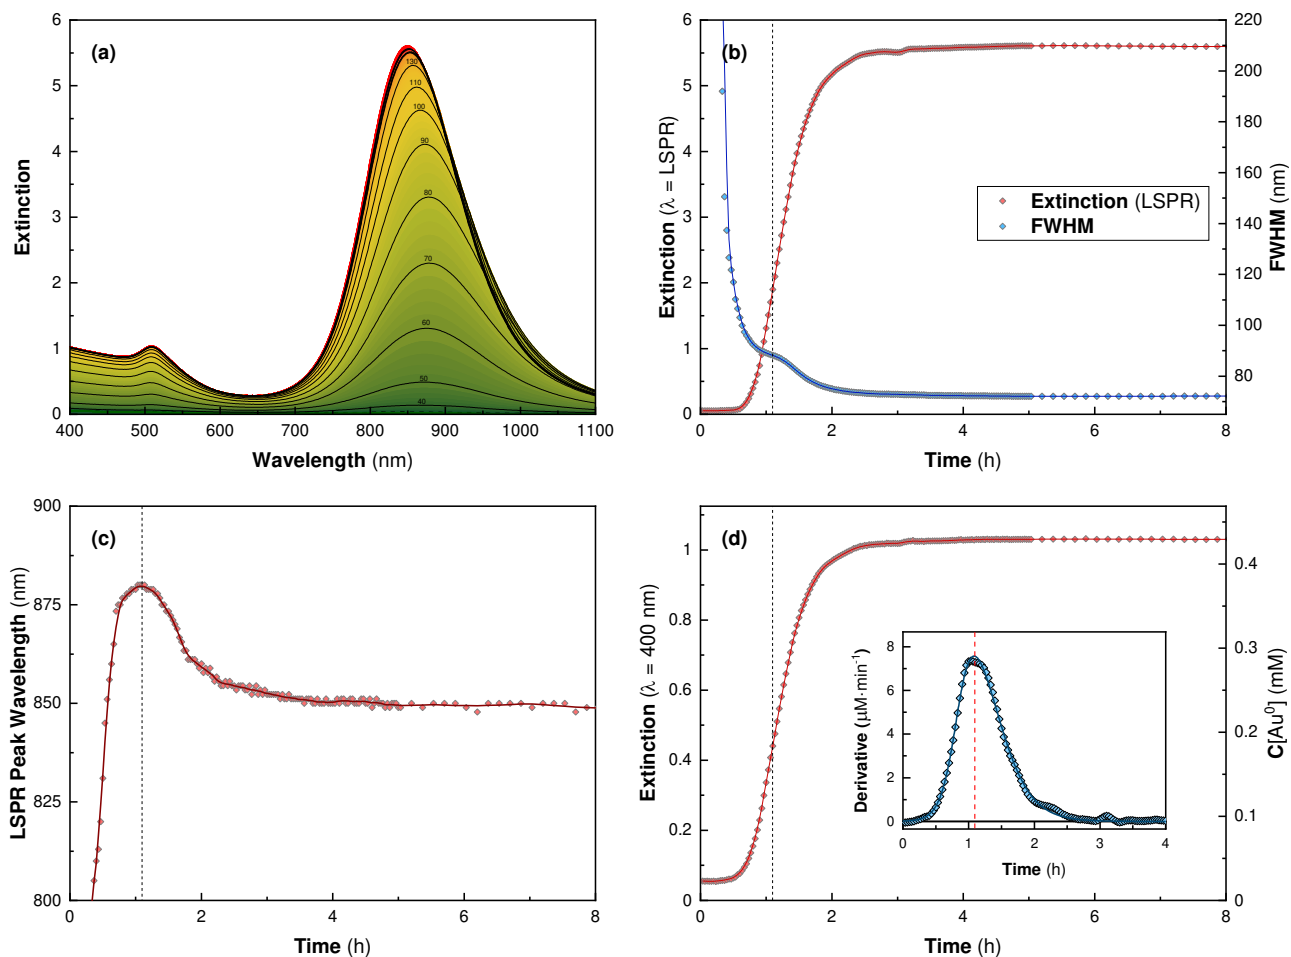 (a)
Extinction
6
5
4
3
2
1
0
130
110
100
90
80
70
60
50
40
400 500 600 700 800 900 1000 1100
Wavelength (nm)
(b)
Extinction (λ = LSPR)
6
5
4
3
2
1
0
220
200
180
160
140
120
100
80
FWHM (nm)
Extinction (LSPR)
FWHM
0 2 4 6 8
Time (h)
(c)
LSPR Peak Wavelength (nm)
900
875
850
825
800
0 2 4 6 8
Time (h)
(d)
Extinction (λ = 400 nm)
1
0.8
0.6
0.4
0.2
0
0.4
0.3
0.2
0.1
0
C[Au⁰] (mM)
Derivative (µM·min⁻¹)
8
6
4
2
0
0 1 2 3 4
Time (h)
0 2 4 6 8
Time (h)